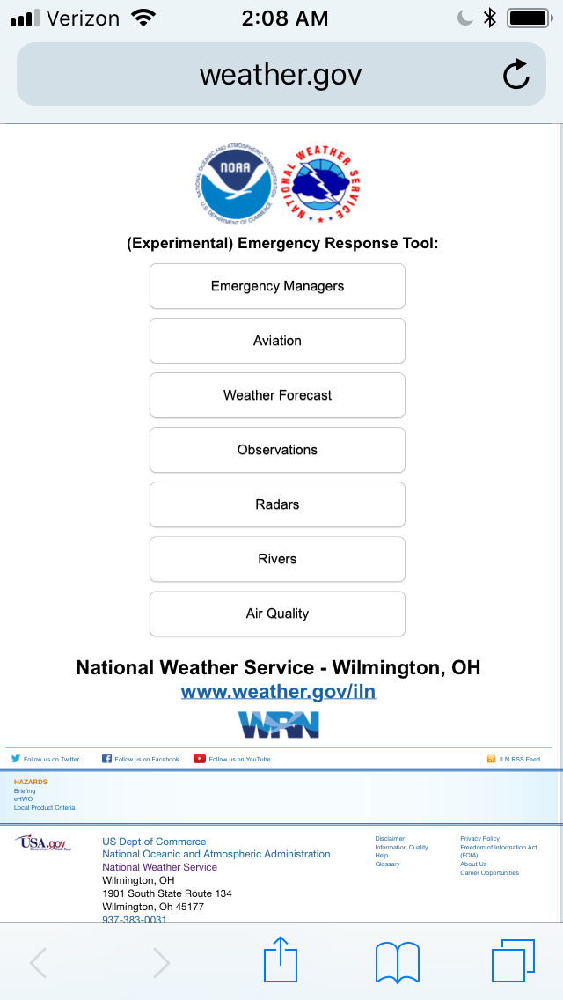 Verizon 2:08 AM
weather.gov
NATIONAL OCEANIC AND ATMOSPHERIC ADMINISTRATION
NOAA
U.S. DEPARTMENT OF COMMERCE
NATIONAL WEATHER SERVICE
(Experimental) Emergency Response Tool:
Emergency Managers
Aviation
Weather Forecast
Observations
Radars
Rivers
Air Quality
National Weather Service - Wilmington, OH
www.weather.gov/iln
WRN
Follow us on Twitter Follow us on Facebook Follow us on YouTube ILN RSS Feed
HAZARDS
Briefing
eHWO
Local Product Criteria
USA.gov
Government Made Easy
US Dept of Commerce
National Oceanic and Atmospheric Administration
National Weather Service
Wilmington, OH
1901 South State Route 134
Wilmington, Oh 45177
937-383-0031
Disclaimer
Information Quality
Help
Glossary
Privacy Policy
Freedom of Information Act
(FOIA)
About Us
Career Opportunities